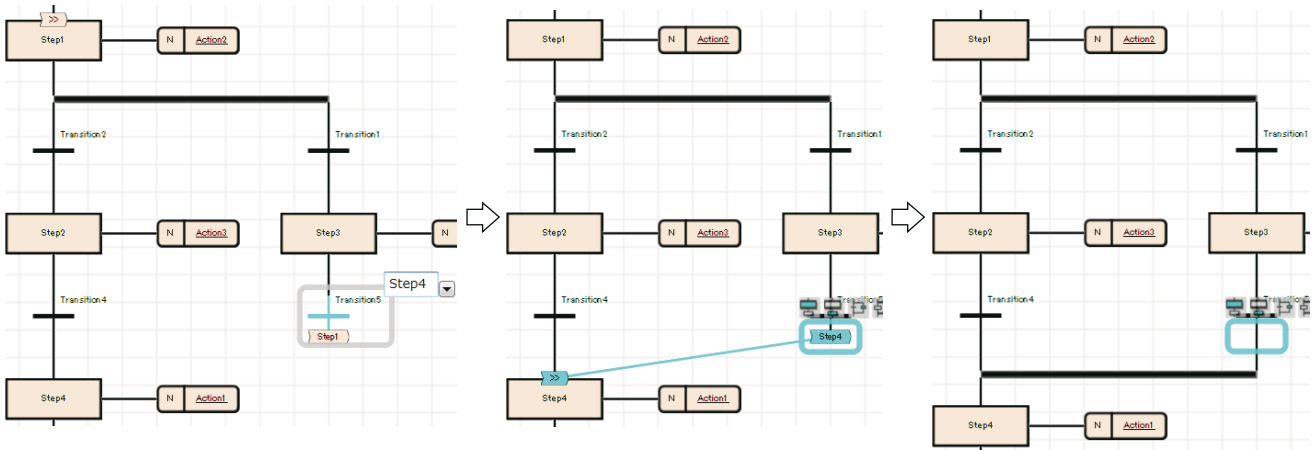 >>
Step1
N Action2
Transition2
Transition1
Step2
N Action3
Step3
N
Step4
Transition4
Transition5
Step1
Step4
N Action1
Step1
N Action2
Transition2
Transition1
Step2
N Action3
Step3
Transition4
Step4
>>
Step4
N Action1
Step1
N Action2
Transition2
Transition1
Step2
N Action3
Step3
Transition4
Step4
N Action1